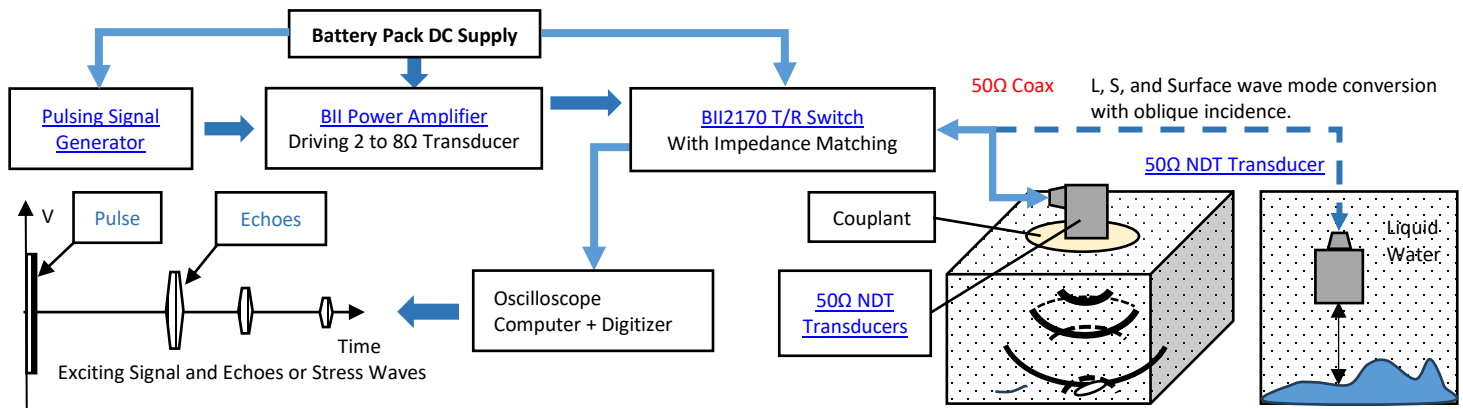 Battery Pack DC Supply
Pulsing Signal
Generator
BII Power Amplifier
Driving 2 to 8Ω Transducer
BII2170 T/R Switch
With Impedance Matching
50Ω Coax
L, S, and Surface wave mode conversion
with oblique incidence.
50Ω NDT Transducer
V
Pulse
Echoes
Time
Exciting Signal and Echoes or Stress Waves
Oscilloscope
Computer + Digitizer
Couplant
50Ω NDT
Transducers
Liquid
Water